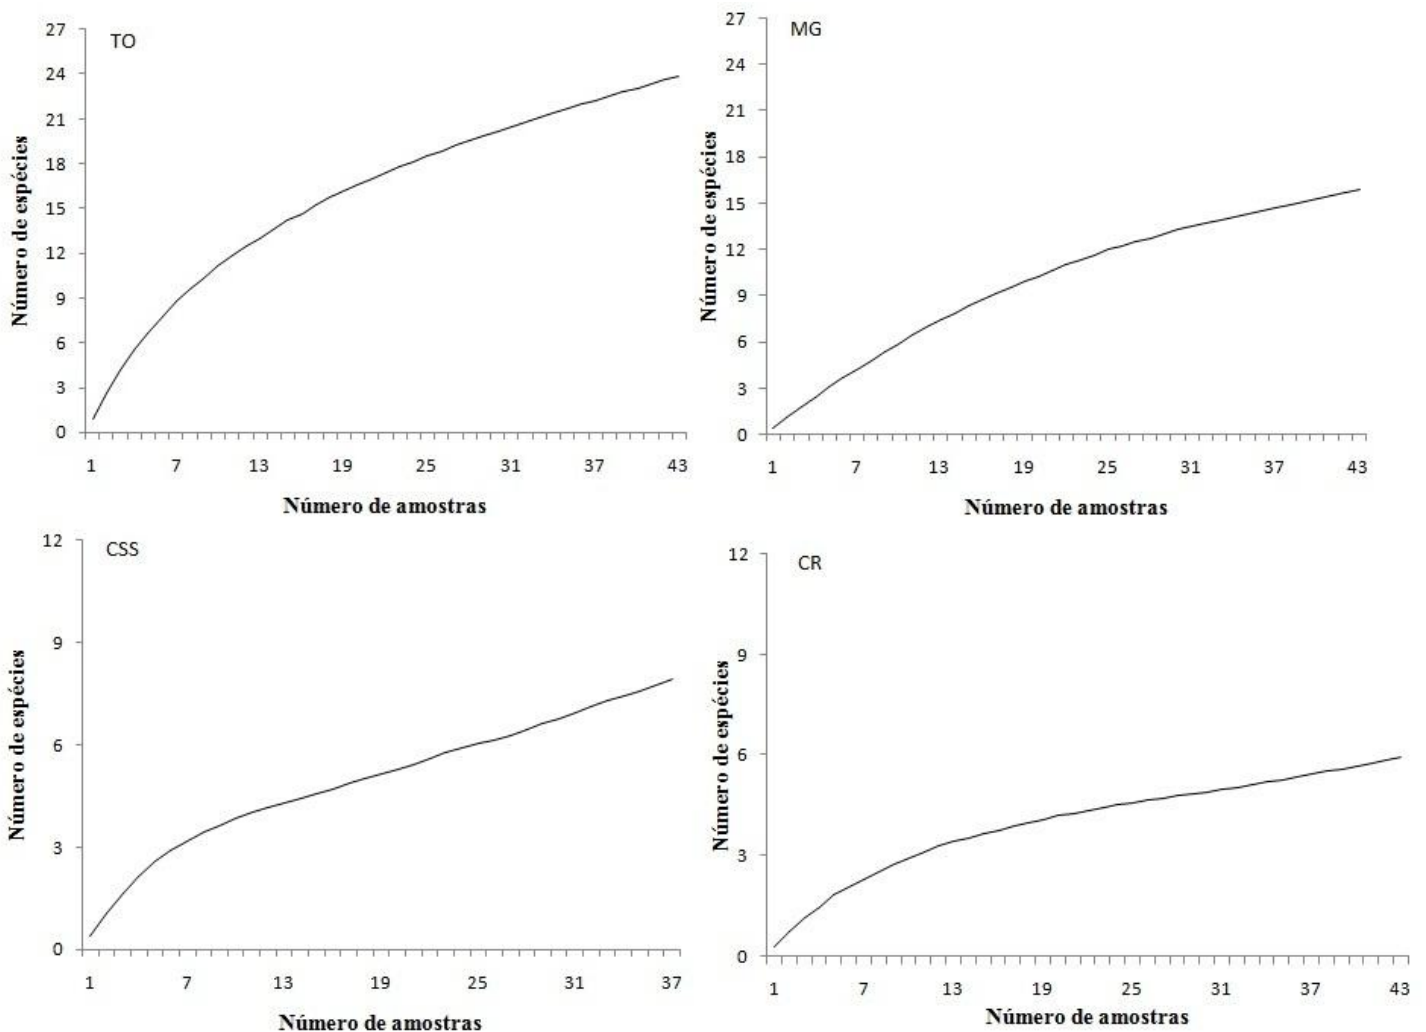 TO
Número de espécies
27
24
21
18
15
12
9
6
3
0
1 7 13 19 25 31 37 43
Número de amostras
MG
Número de espécies
27
24
21
18
15
12
9
6
3
0
1 7 13 19 25 31 37 43
Número de amostras
CSS
Número de espécies
12
9
6
3
0
1 7 13 19 25 31 37
Número de amostras
CR
Número de espécies
12
9
6
3
0
1 7 13 19 25 31 37 43
Número de amostras